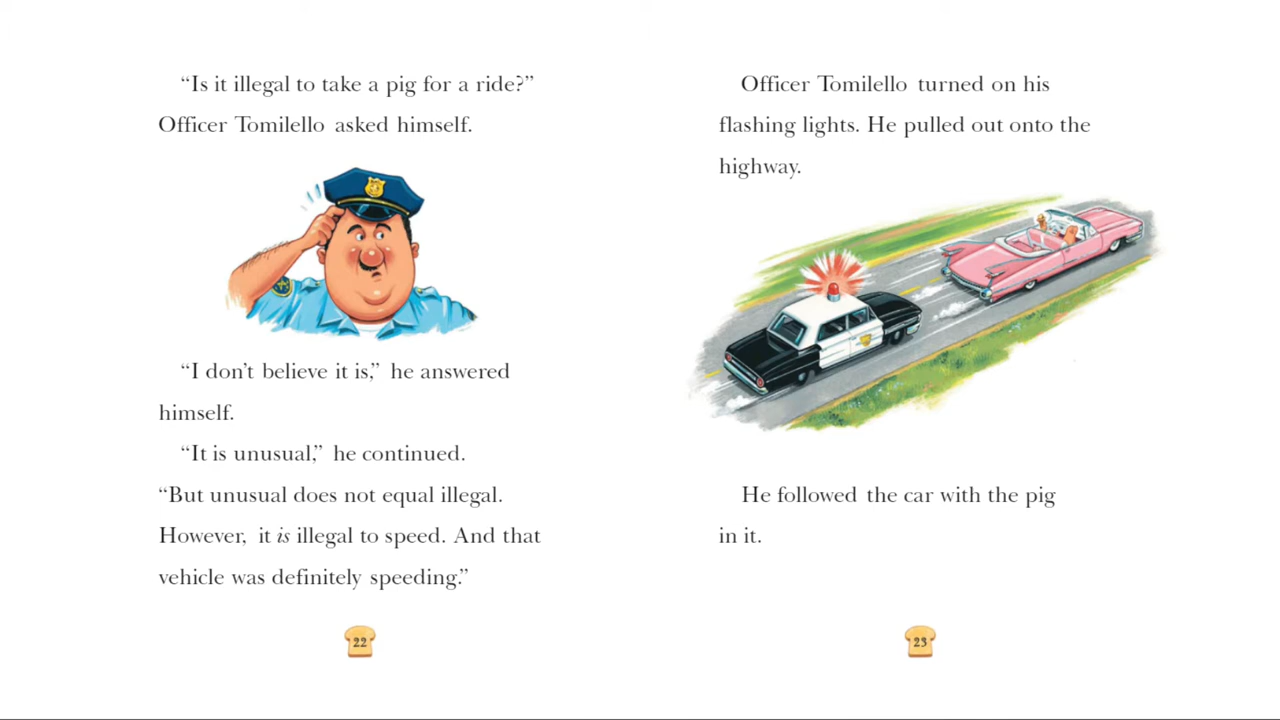 “Is it illegal to take a pig for a ride?”
Officer Tomilello asked himself.
“I don’t believe it is,” he answered
himself.
“It is unusual,” he continued.
“But unusual does not equal illegal.
However, it is illegal to speed. And that
vehicle was definitely speeding.”
22
Officer Tomilello turned on his
flashing lights. He pulled out onto the
highway.
He followed the car with the pig
in it.
23